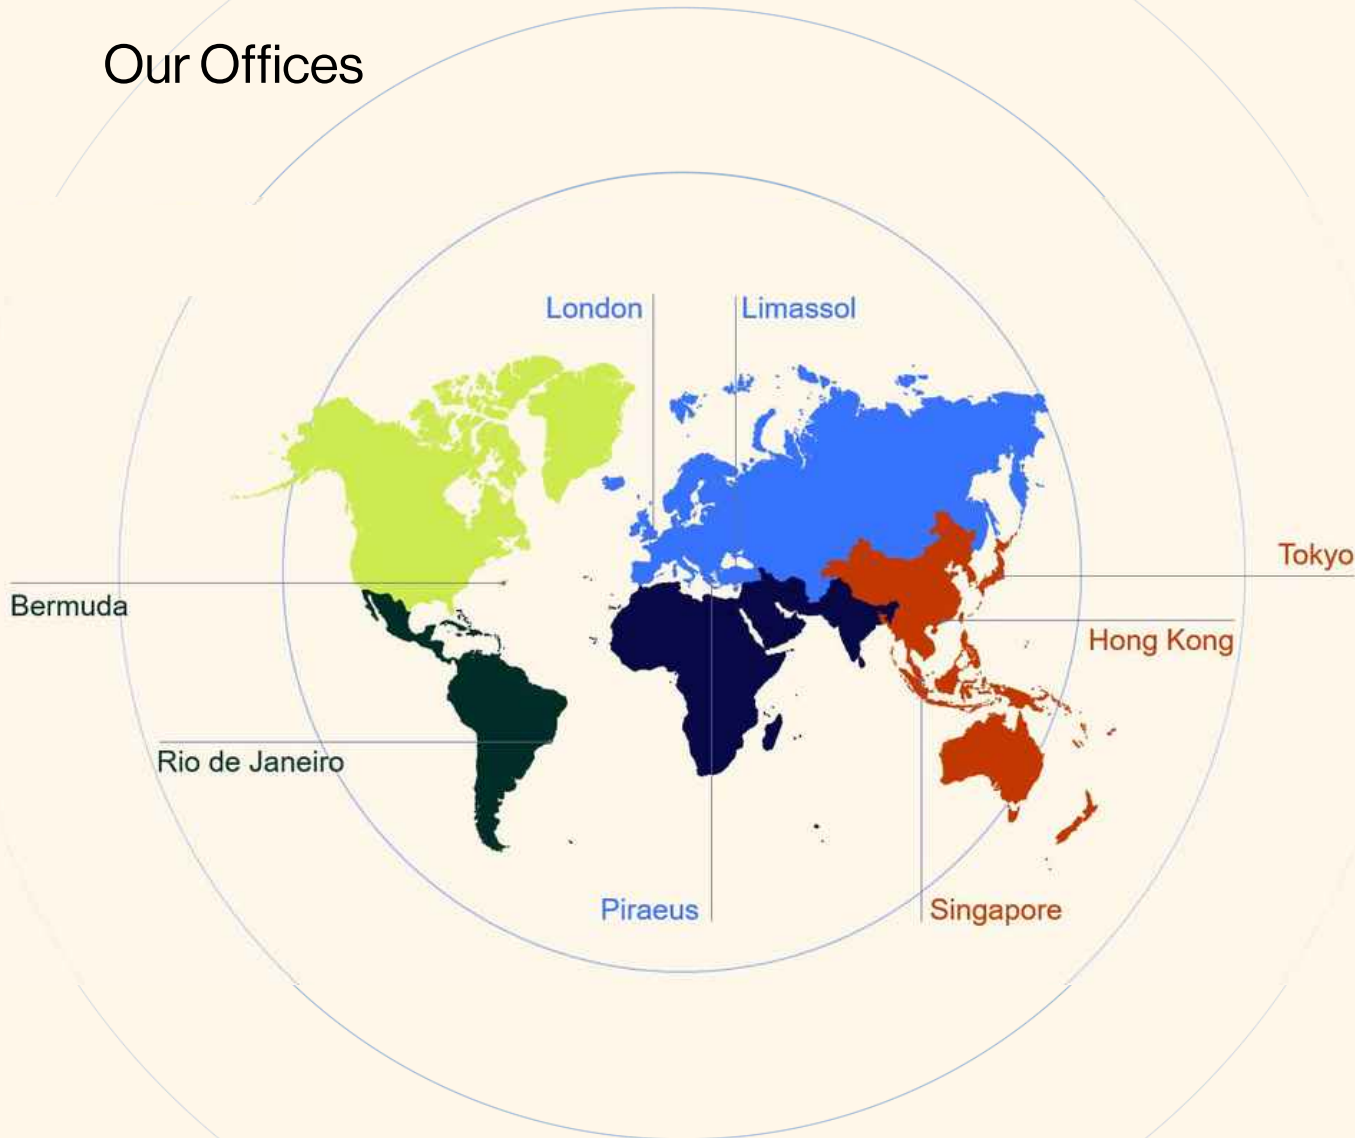 Our Offices
London
Limassol
Tokyo
Bermuda
Hong Kong
Rio de Janeiro
Piraeus
Singapore